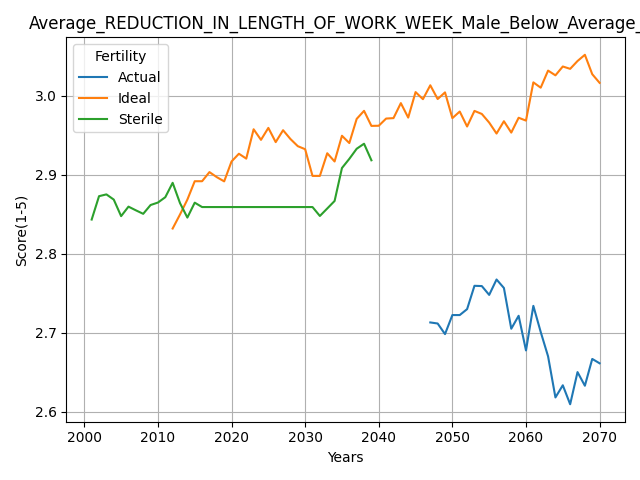 Average_REDUCTION_IN_LENGTH_OF_WORK_WEEK_Male_Below_Average_
Fertility
Actual
Ideal
Sterile
Score(1-5)
3.0
2.9
2.8
2.7
2.6
2000 2010 2020 2030 2040 2050 2060 2070
Years